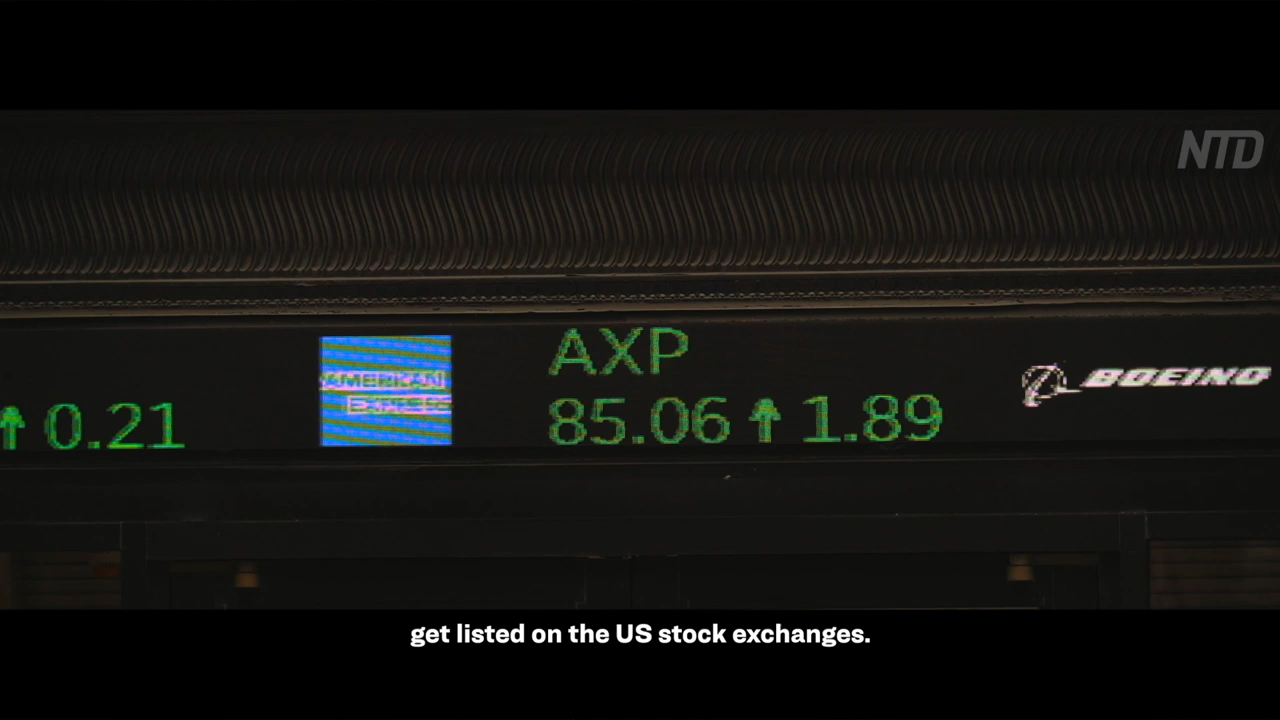 NTD
↑ 0.21
AMERICAN
EXPRESS
AXP
85.06 ↑ 1.89
BOEING
get listed on the US stock exchanges.